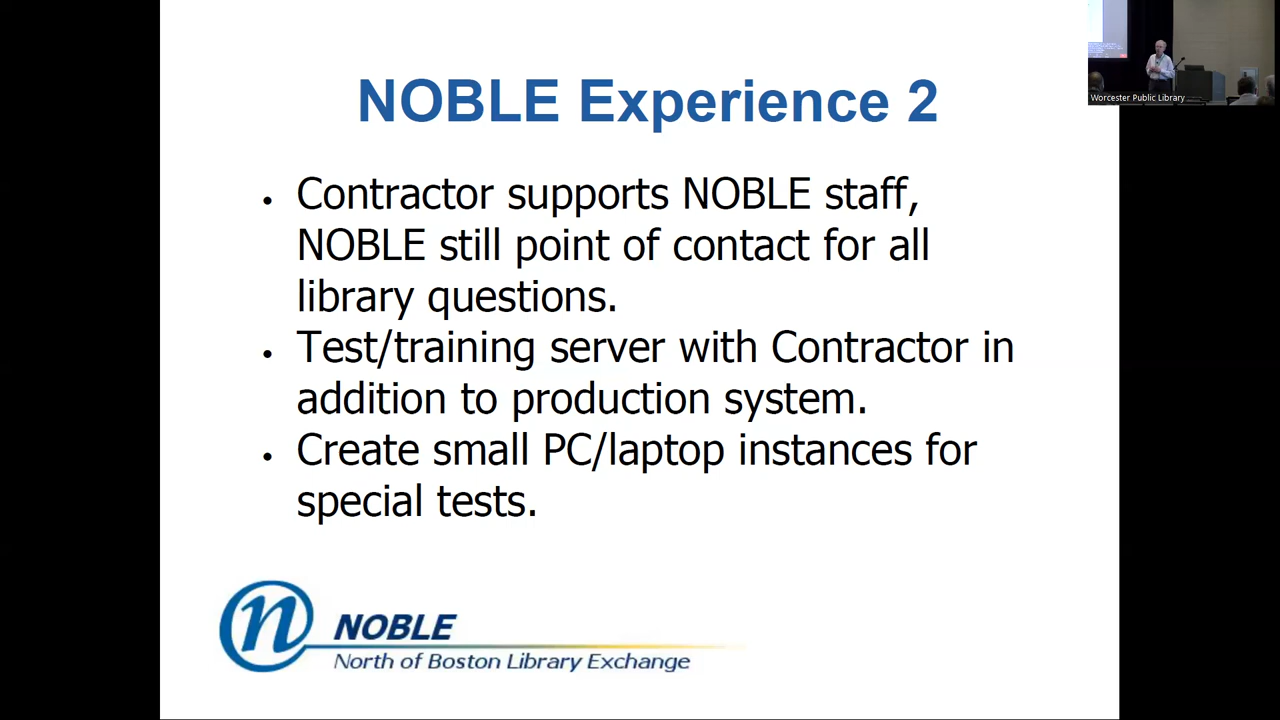 NOBLE Experience 2
Worcester Public Library
• Contractor supports NOBLE staff,
NOBLE still point of contact for all
library questions.
• Test/training server with Contractor in
addition to production system.
• Create small PC/laptop instances for
special tests.
n NOBLE
North of Boston Library Exchange